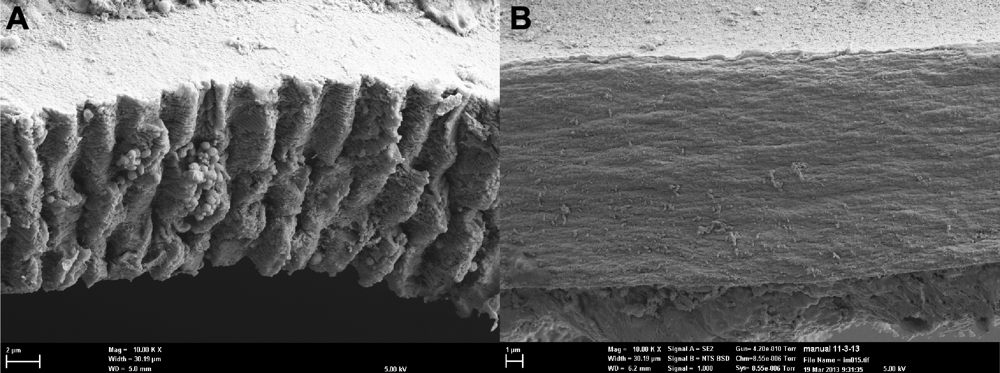 A
B
2 µm
Mag = 10.00 K X
Width = 30.19 µm
WD = 5.0 mm
5.00 kV
1 µm
Mag = 10.00 K X
Width = 30.19 µm
WD = 6.2 mm
Signal A = SE2
Signal B = NTS BSD
Signal = 1.000
Gun= 4.20e-010 Torr
Chm=8.55e-006 Torr
Sys= 8.55e-006 Torr
manual 11-3-13
File Name = im015.tif
19 Mar 2013 9:31:35
5.00 kV